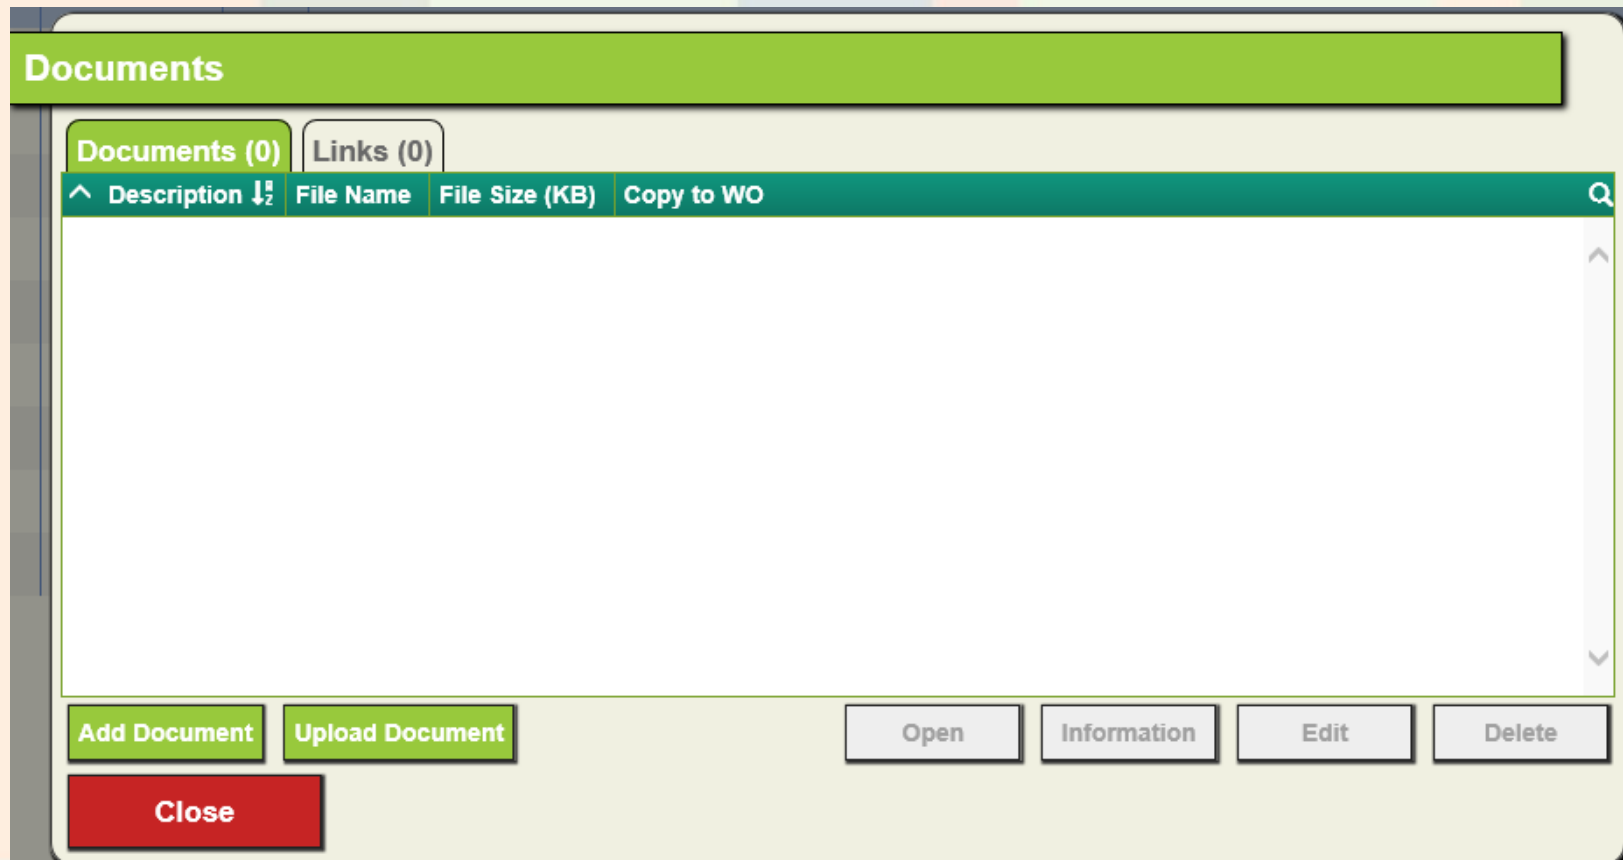 Documents
Documents (0) Links (0)
Description File Name File Size (KB) Copy to WO
Add Document Upload Document Open Information Edit Delete
Close